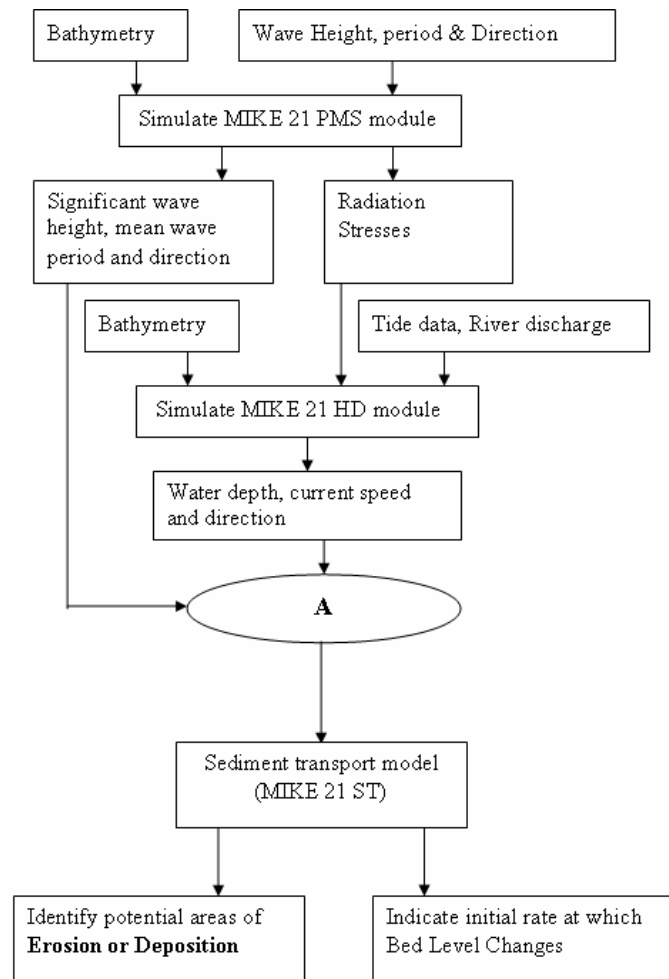 Bathymetry
Wave Height, period & Direction
Simulate MIKE 21 PMS module
Significant wave
height, mean wave
period and direction
Radiation
Stresses
Bathymetry
Tide data, River discharge
Simulate MIKE 21 HD module
Water depth, current speed
and direction
A
Sediment transport model
(MIKE 21 ST)
Identify potential areas of
Erosion or Deposition
Indicate initial rate at which
Bed Level Changes